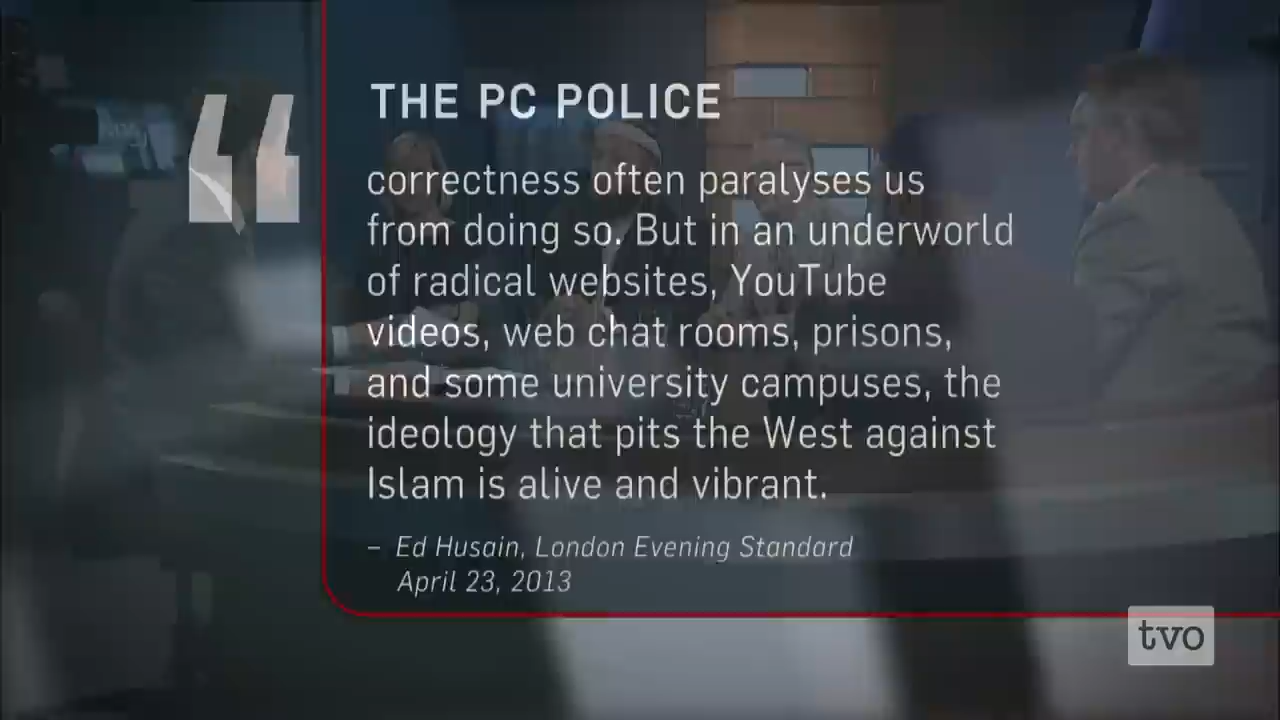 THE PC POLICE
correctness often paralyses us
from doing so. But in an underworld
of radical websites, YouTube
videos, web chat rooms, prisons,
and some university campuses, the
ideology that pits the West against
Islam is alive and vibrant.
– Ed Husain, London Evening Standard
April 23, 2013
tvo